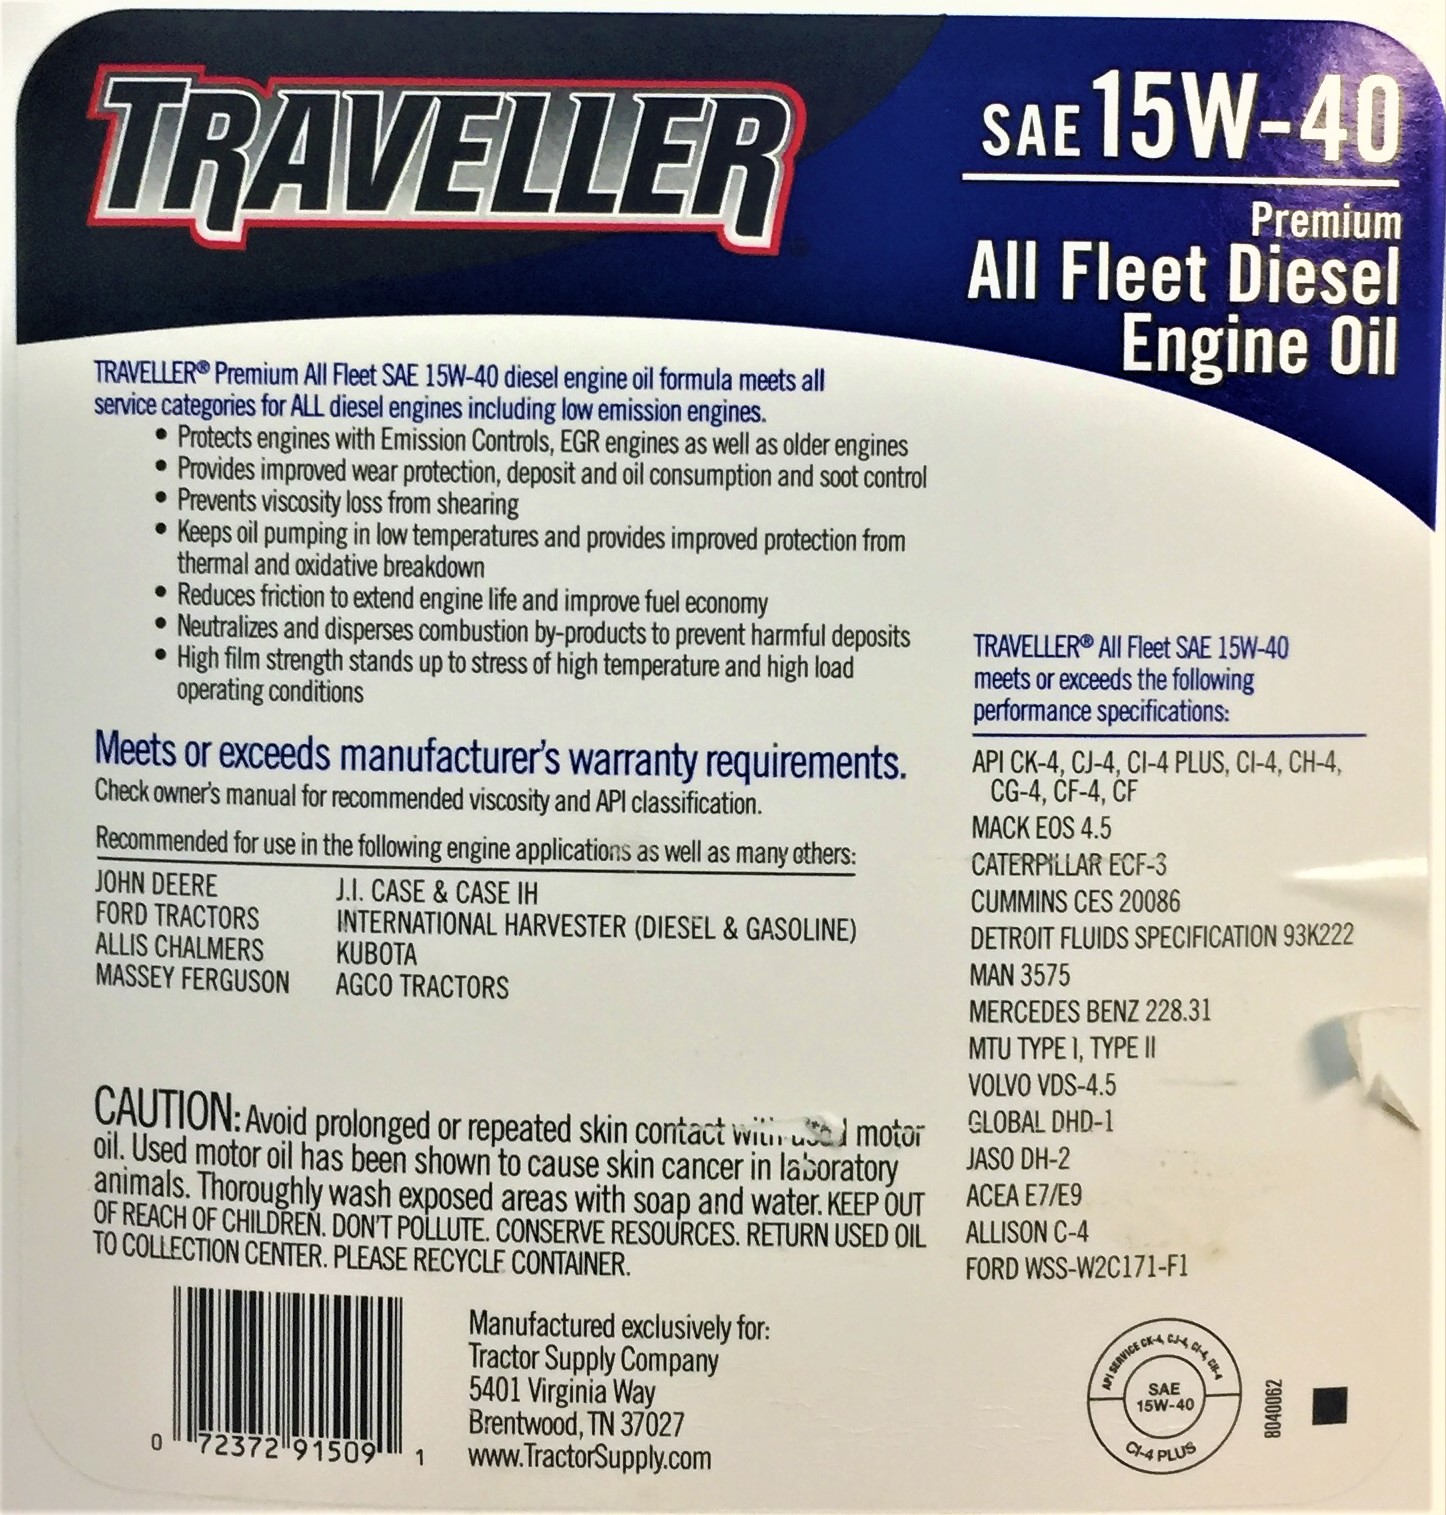 TRAVELLER
SAE 15W-40
Premium
All Fleet Diesel
Engine Oil
TRAVELLER® Premium All Fleet SAE 15W-40 diesel engine oil formula meets all
service categories for ALL diesel engines including low emission engines.
• Protects engines with Emission Controls, EGR engines as well as older engines
• Provides improved wear protection, deposit and oil consumption and soot control
• Prevents viscosity loss from shearing
• Keeps oil pumping in low temperatures and provides improved protection from
thermal and oxidative breakdown
• Reduces friction to extend engine life and improve fuel economy
• Neutralizes and disperses combustion by-products to prevent harmful deposits
• High film strength stands up to stress of high temperature and high load
operating conditions
Meets or exceeds manufacturer's warranty requirements.
Check owner's manual for recommended viscosity and API classification.
Recommended for use in the following engine applications as well as many others:
JOHN DEERE
FORD TRACTORS
ALLIS CHALMERS
MASSEY FERGUSON
J.I. CASE & CASE IH
INTERNATIONAL HARVESTER (DIESEL & GASOLINE)
KUBOTA
AGCO TRACTORS
TRAVELLER® All Fleet SAE 15W-40
meets or exceeds the following
performance specifications:
API CK-4, CJ-4, CI-4 PLUS, CI-4, CH-4,
CG-4, CF-4, CF
MACK EOS 4.5
CATERPILLAR ECF-3
CUMMINS CES 20086
DETROIT FLUIDS SPECIFICATION 93K222
MAN 3575
MERCEDES BENZ 228.31
MTU TYPE I, TYPE II
VOLVO VDS-4.5
GLOBAL DHD-1
JASO DH-2
ACEA E7/E9
ALLISON C-4
FORD WSS-W2C171-F1
CAUTION: Avoid prolonged or repeated skin contact with used motor
oil. Used motor oil has been shown to cause skin cancer in laboratory
animals. Thoroughly wash exposed areas with soap and water. KEEP OUT
OF REACH OF CHILDREN. DON'T POLLUTE. CONSERVE RESOURCES. RETURN USED OIL
TO COLLECTION CENTER. PLEASE RECYCLE CONTAINER.
0 72372 91509 1
Manufactured exclusively for:
Tractor Supply Company
5401 Virginia Way
Brentwood, TN 37027
www.TractorSupply.com
API SERVICE CK-4, CJ-4, CI-4, CH-4
SAE
15W-40
CI-4 PLUS
8040062